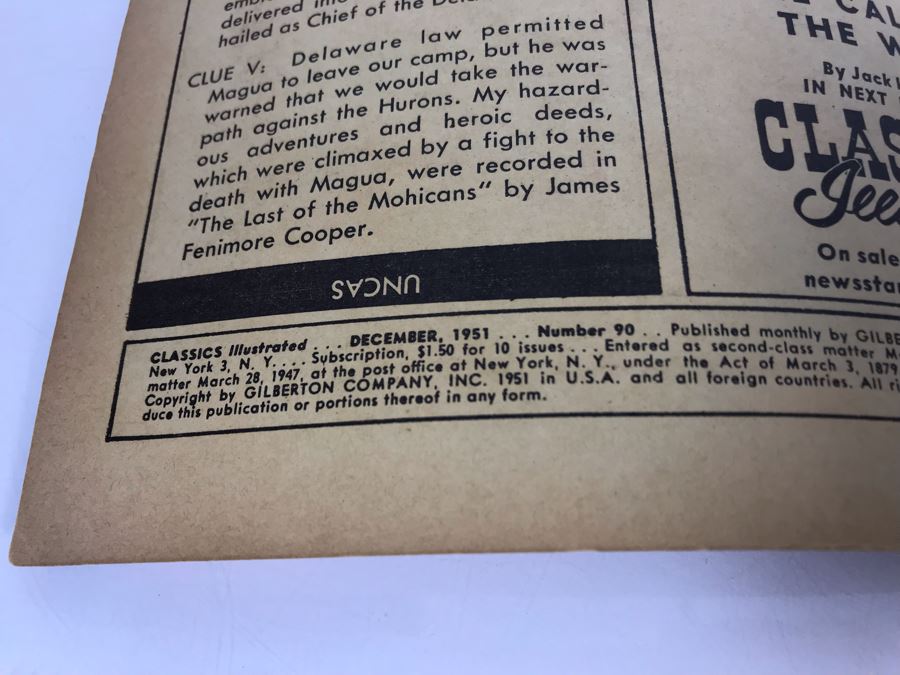 delivered
hailed as Chief of the
CLUE V: Delaware law permitted
Magua to leave our camp, but he was
warned that we would take the war-
path against the Hurons. My hazard-
ous adventures and heroic deeds,
which were climaxed by a fight to the
death with Magua, were recorded in
"The Last of the Mohicans" by James
Fenimore Cooper.
UNCAS
THE
By Jack
IN NEXT
CLAS
On sale
newsstan
CLASSICS Illustrated . . . DECEMBER, 1951 . . . Number 90 . . Published monthly by GILBE
New York 3, N. Y. . . . Subscription, $1.50 for 10 issues . . . Entered as second-class matter M
matter March 28, 1947, at the post office at New York, N. Y., under the Act of March 3, 1879
Copyright by GILBERTON COMPANY, INC. 1951 in U.S.A. and all foreign countries. All ri
duce this publication or portions thereof in any form.